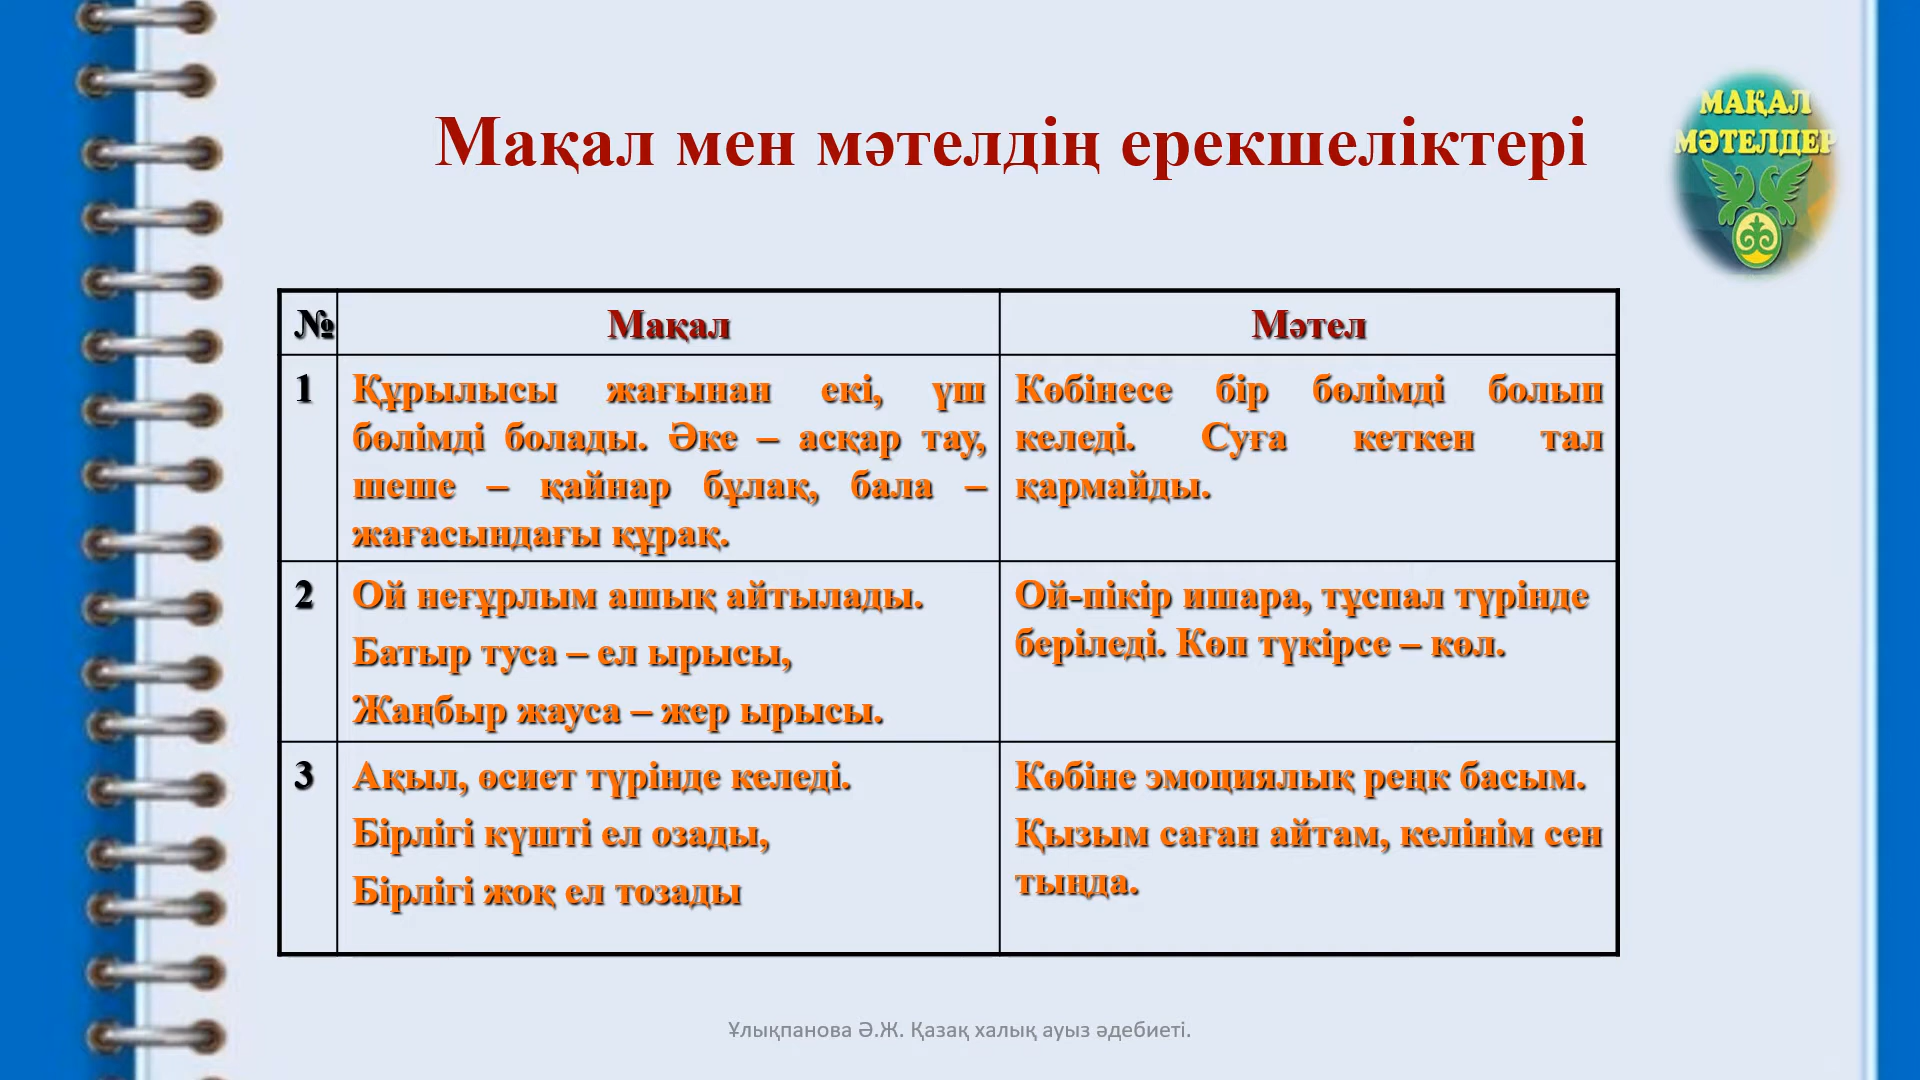 Мақал мен мәтелдің ерекшеліктері
МАҚАЛ
МӘТЕЛДЕР
№ Мақал Мәтел
1 Құрылысы жағынан екі, үш
бөлімді болады. Әке – асқар тау,
шеше – қайнар бұлақ, бала –
жағасындағы құрақ.
Көбінесе бір бөлімді болып
келеді. Суға кеткен тал
қармайды.
2 Ой неғұрлым ашық айтылады.
Батыр туса – ел ырысы,
Жаңбыр жауса – жер ырысы.
Ой-пікір ишара, тұспал түрінде
беріледі. Көп түкірсе – көл.
3 Ақыл, өсиет түрінде келеді.
Бірлігі күшті ел озады,
Бірлігі жоқ ел тозады
Көбіне эмоциялық реңк басым.
Қызым саған айтам, келінім сен
тыңда.
Ұлықпанова Ә.Ж. Қазақ халық ауыз әдебиеті.